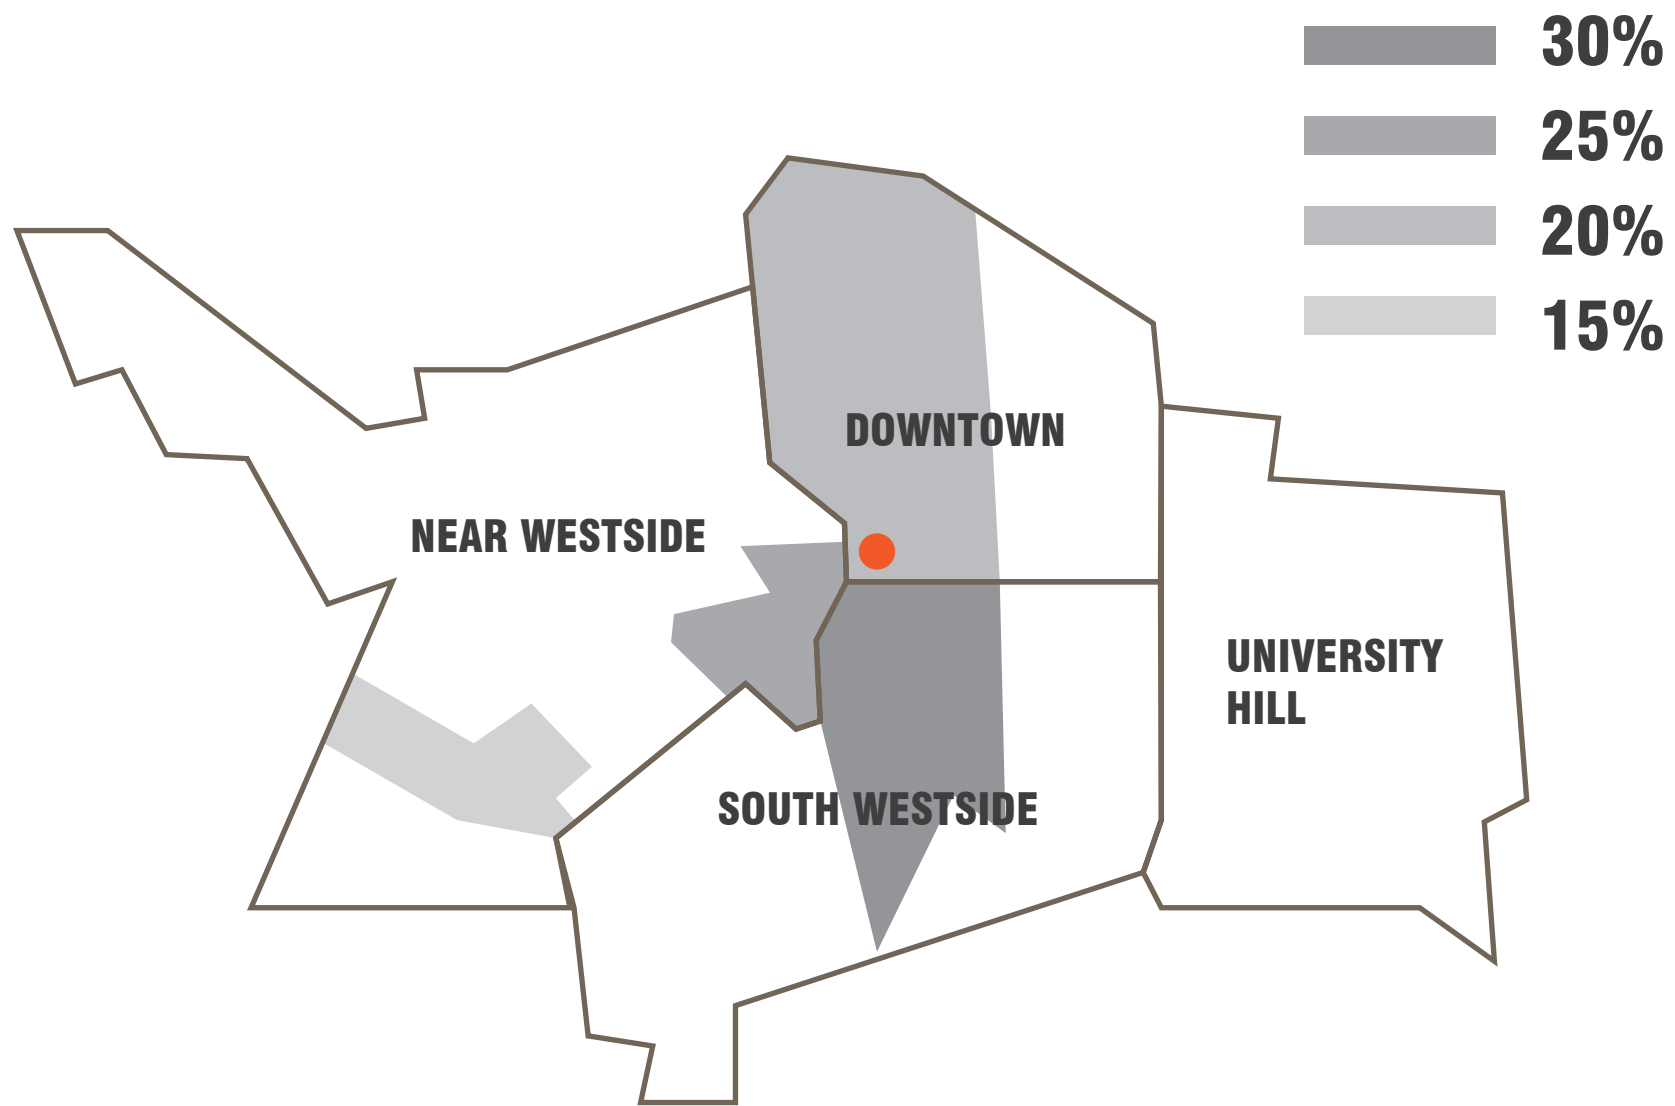 30%
25%
20%
15%
DOWNTOWN
NEAR WESTSIDE
UNIVERSITY
HILL
SOUTH WESTSIDE